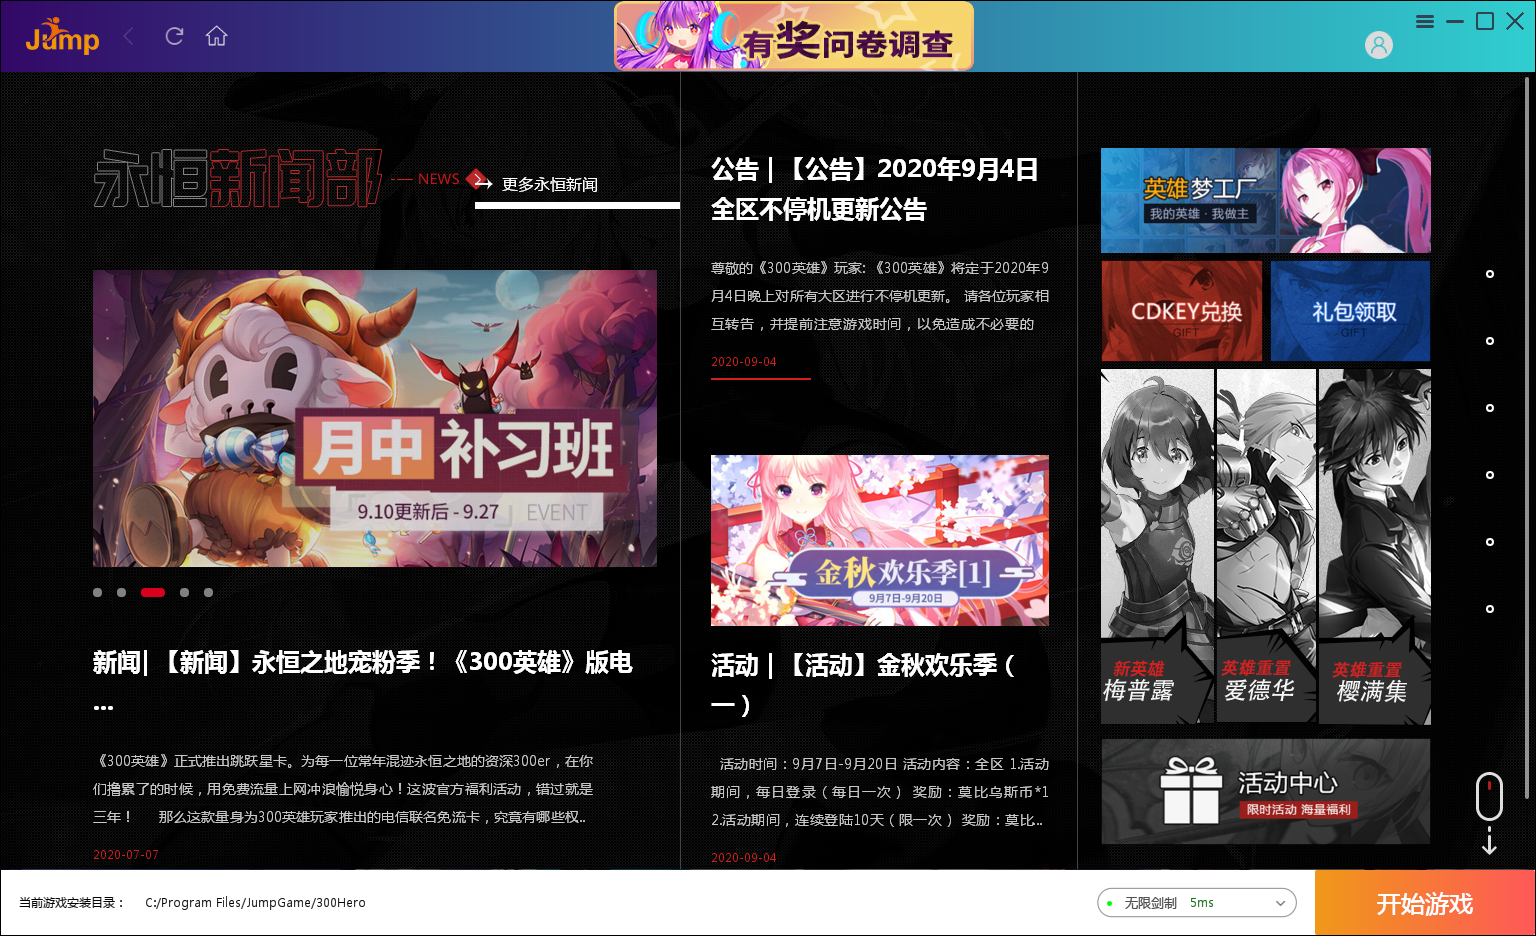 Jump
有奖问卷调查
永恒新闻部
NEWS
更多永恒新闻
月中补习班
9.10更新后 - 9.27 EVENT
新闻| 【新闻】永恒之地宠粉季！《300英雄》版电
...
《300英雄》正式推出跳跃星卡。为每一位常年混迹永恒之地的资深300er，在你
们撸累了的时候，用免费流量上网冲浪愉悦身心！这波官方福利活动，错过就是
三年！ 那么这款量身为300英雄玩家推出的电信联名免流卡，究竟有哪些权..
2020-07-07
公告 | 【公告】2020年9月4日
全区不停机更新公告
尊敬的《300英雄》玩家: 《300英雄》将定于2020年9
月4日晚上对所有大区进行不停机更新。 请各位玩家相
互转告，并提前注意游戏时间，以免造成不必要的
2020-09-04
金秋欢乐季[1]
9月7日-9月20日
活动 | 【活动】金秋欢乐季（
一）
活动时间：9月7日-9月20日 活动内容：全区 1.活动
期间，每日登录（每日一次） 奖励：莫比乌斯币*1
2.活动期间，连续登陆10天（限一次） 奖励：莫比...
2020-09-04
英雄梦工厂
我的英雄 · 我做主
CDKEY兑换
GIFT
礼包领取
GIFT
新英雄
梅普露
英雄重置
爱德华
英雄重置
樱满集
活动中心
限时活动 海量福利
当前游戏安装目录： C:/Program Files/JumpGame/300Hero
无限剑制 5ms
开始游戏